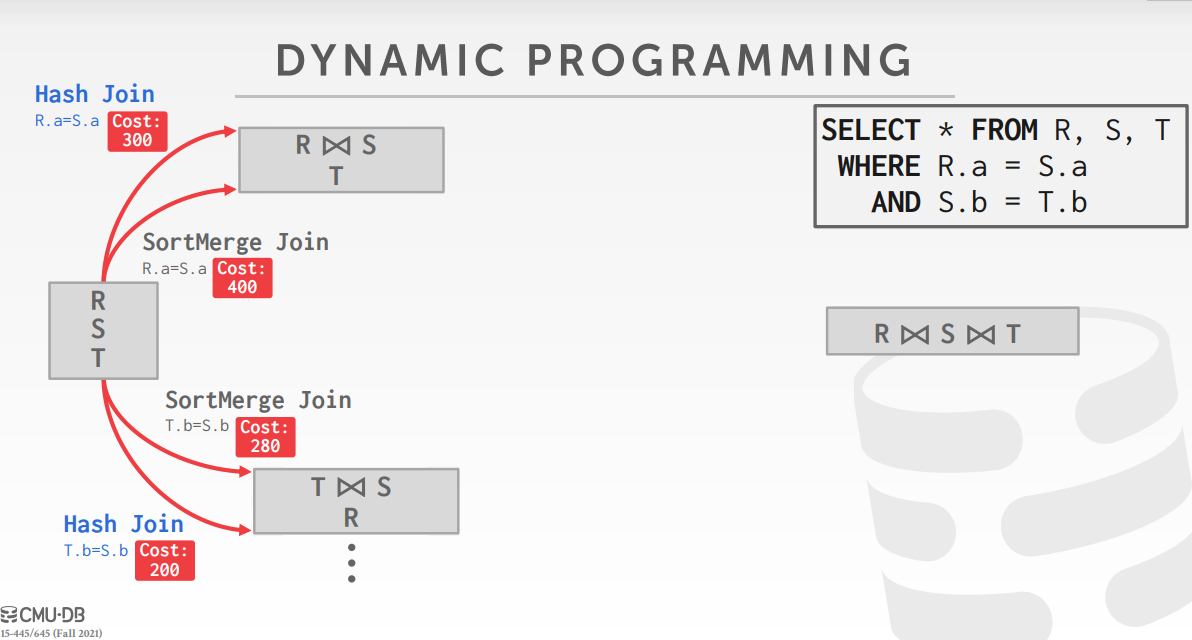 DYNAMIC PROGRAMMING
Hash Join
R.a=S.a
Cost:
300
R ⋈ S
T
SELECT * FROM R, S, T
WHERE R.a = S.a
AND S.b = T.b
SortMerge Join
R.a=S.a
Cost:
400
R
S
T
R ⋈ S ⋈ T
SortMerge Join
T.b=S.b
Cost:
280
T ⋈ S
R
Hash Join
T.b=S.b
Cost:
200
CMU·DB
15-445/645 (Fall 2021)